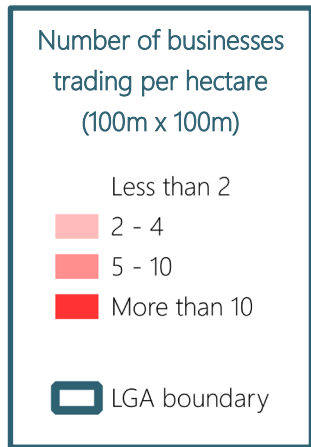 Number of businesses
trading per hectare
(100m x 100m)
Less than 2
2 - 4
5 - 10
More than 10
LGA boundary